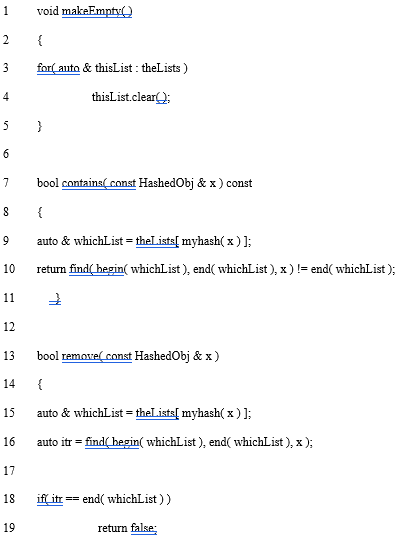 1 void makeEmpty( )
2 {
3 for( auto & thisList : theLists )
4 thisList.clear( );
5 }
6
7 bool contains( const HashedObj & x ) const
8 {
9 auto & whichList = theLists[ myhash( x ) ];
10 return find( begin( whichList ), end( whichList ), x ) != end( whichList );
11 }
12
13 bool remove( const HashedObj & x )
14 {
15 auto & whichList = theLists[ myhash( x ) ];
16 auto itr = find( begin( whichList ), end( whichList ), x );
17
18 if( itr == end( whichList ) )
19 return false;